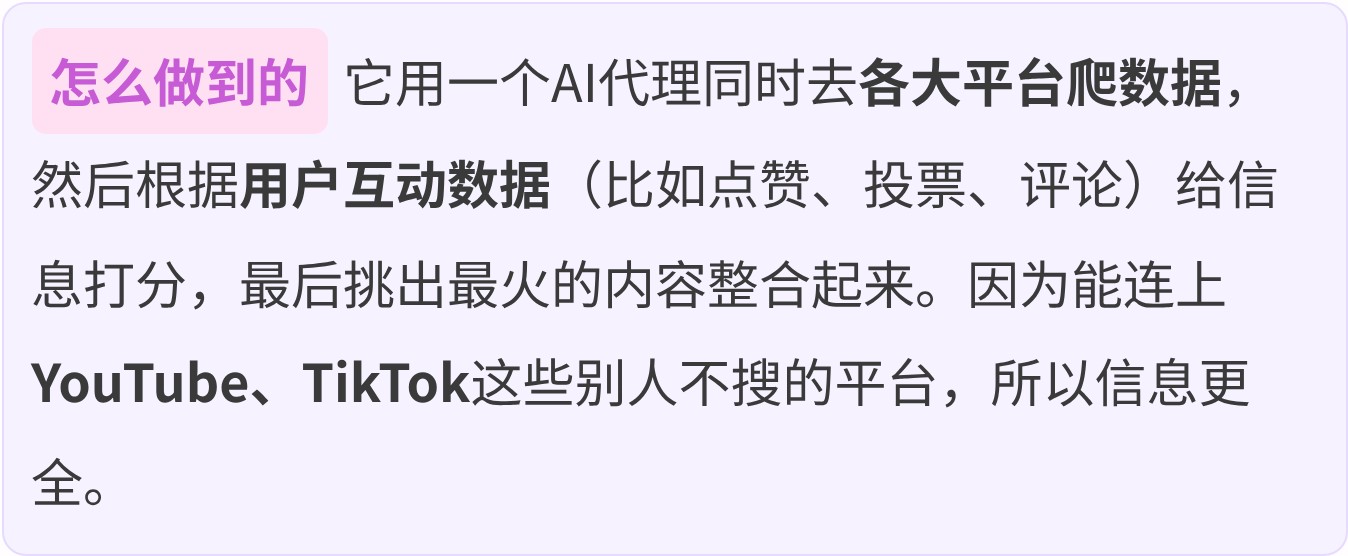 怎么做到的 它用一个AI代理同时去各大平台爬数据，
然后根据用户互动数据（比如点赞、投票、评论）给信
息打分，最后挑出最火的内容整合起来。因为能连上
YouTube、TikTok这些别人不搜的平台，所以信息更
全。